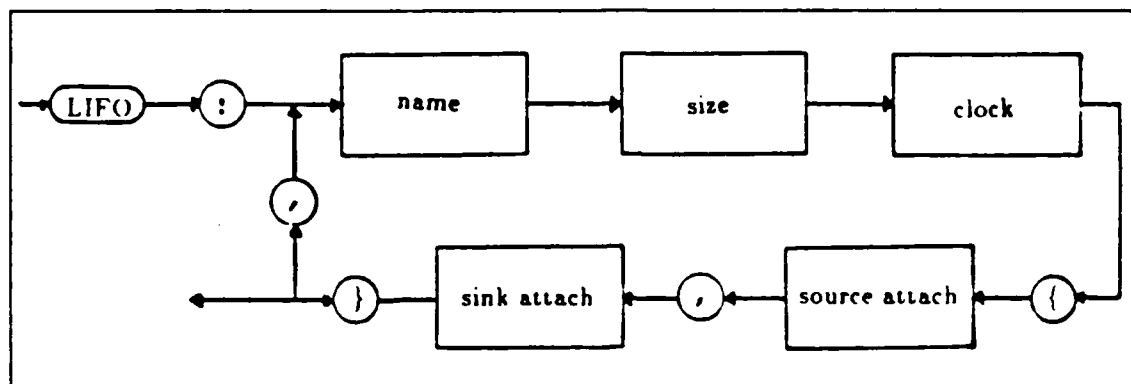 LIFO : name size clock
,
sink attach , source attach {
}